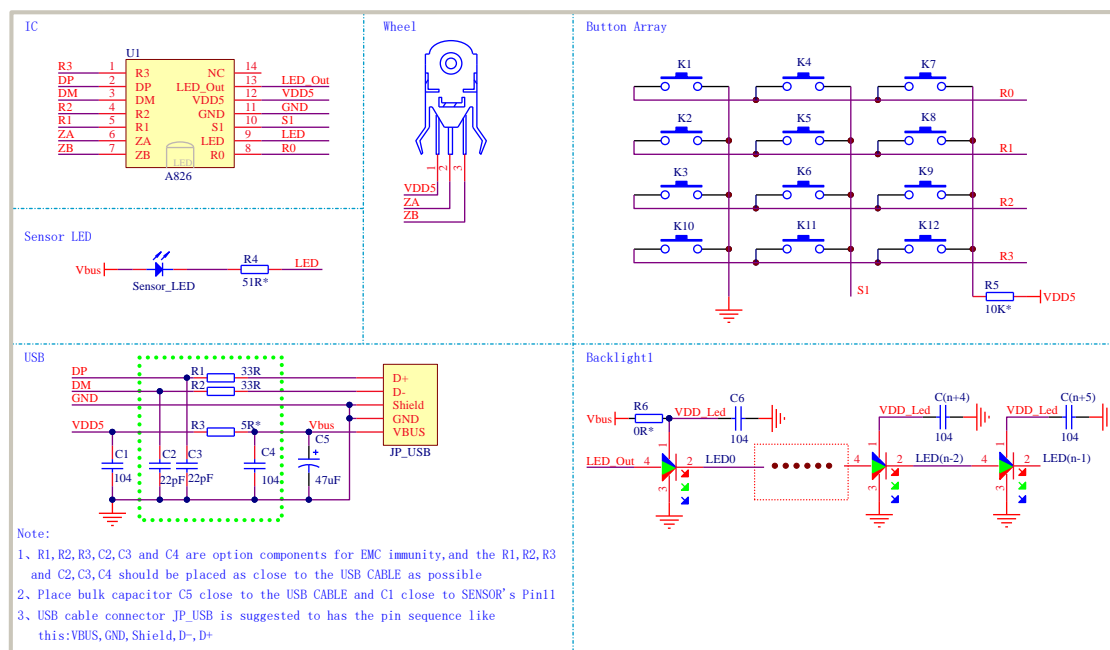 IC
U1
R3 1 R3 NC 14
DP 2 DP LED_Out 13 LED_Out
DM 3 DM VDD5 12 VDD5
R2 4 R2 GND 11 GND
R1 5 R1 S1 10 S1
ZA 6 ZA LED 9 LED
ZB 7 ZB R0 8 R0
LED
A826
Wheel
1 2 3
VDD5
ZA
ZB
Button Array
K1 K4 K7
R0
K2 K5 K8
R1
K3 K6 K9
R2
K10 K11 K12
R3
S1
R5
VDD5
10K*
Sensor LED
Vbus
Sensor_LED
R4
51R*
LED
USB
DP R1 33R D+
DM R2 33R D-
GND Shield
GND
VDD5 R3 5R* Vbus VBUS
JP_USB
C1 C2 C3 C4 C5 +
104 22pF 22pF 104 47uF
Note:
1、R1,R2,R3,C2,C3 and C4 are option components for EMC immunity,and the R1,R2,R3
and C2,C3,C4 should be placed as close to the USB CABLE as possible
2、Place bulk capacitor C5 close to the USB CABLE and C1 close to SENSOR's Pin11
3、USB cable connector JP_USB is suggested to has the pin sequence like
this:VBUS,GND,Shield,D-,D+
Backlight1
R6 C6 C(n+4) C(n+5)
Vbus VDD_Led VDD_Led VDD_Led
0R* 104 104 104
1 1 1
LED_Out 4 2 LED0 4 2 LED(n-2) 4 2 LED(n-1)
3 3 3